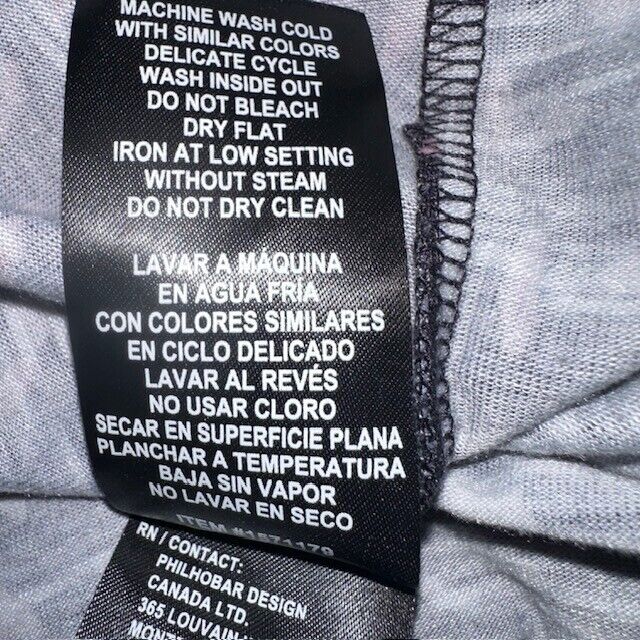 MACHINE WASH COLD
WITH SIMILAR COLORS
DELICATE CYCLE
WASH INSIDE OUT
DO NOT BLEACH
DRY FLAT
IRON AT LOW SETTING
WITHOUT STEAM
DO NOT DRY CLEAN
LAVAR A MÁQUINA
EN AGUA FRÍA
CON COLORES SIMILARES
EN CICLO DELICADO
LAVAR AL REVÉS
NO USAR CLORO
SECAR EN SUPERFICIE PLANA
PLANCHAR A TEMPERATURA
BAJA SIN VAPOR
NO LAVAR EN SECO
ITEM #1571179
RN / CONTACT:
PHILHOBAR DESIGN
CANADA LTD.
365 LOUVAIN